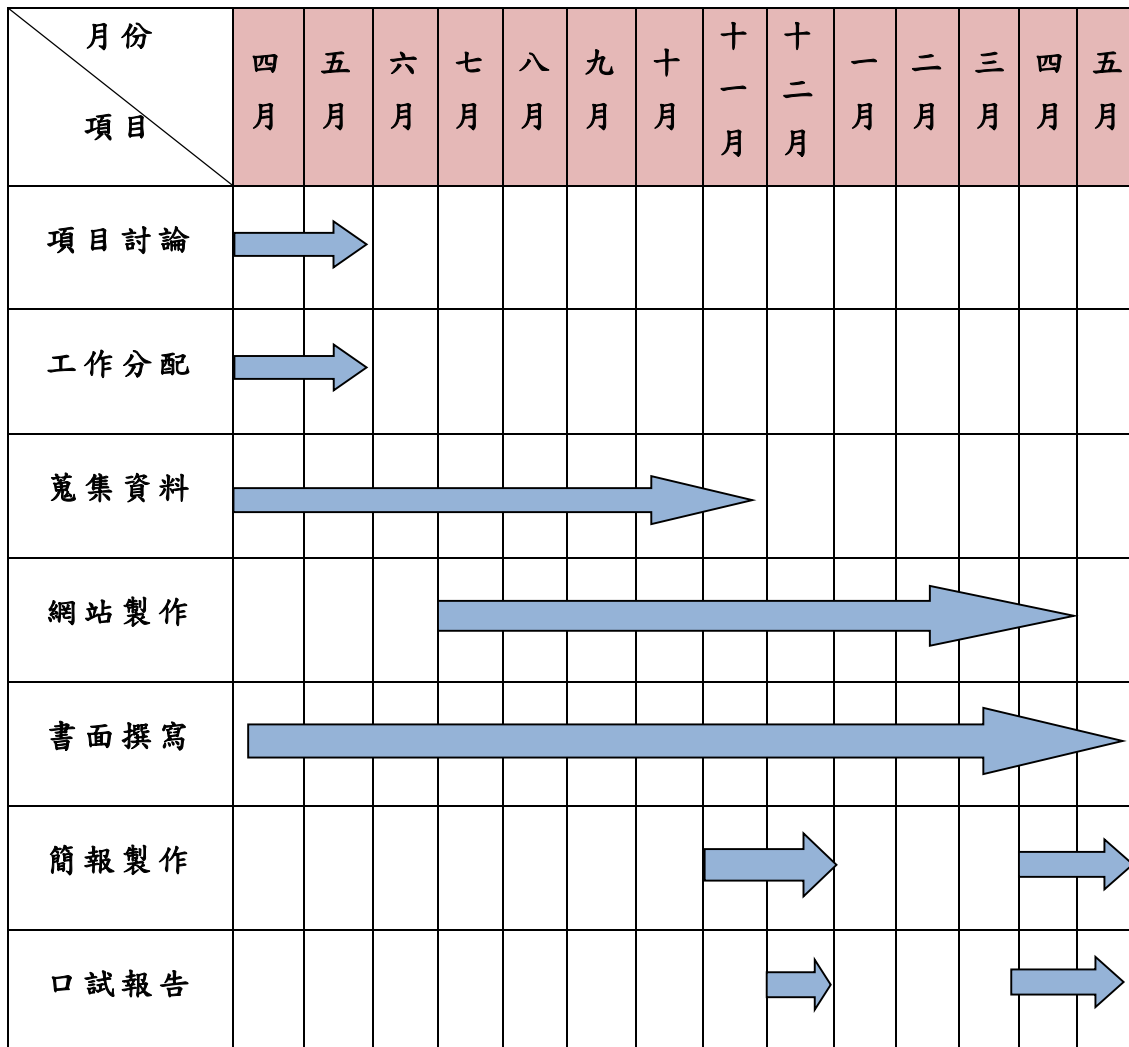 月份
項目
四月
五月
六月
七月
八月
九月
十月
十一月
十二月
一月
二月
三月
四月
五月
項目討論
工作分配
蒐集資料
網站製作
書面撰寫
簡報製作
口試報告